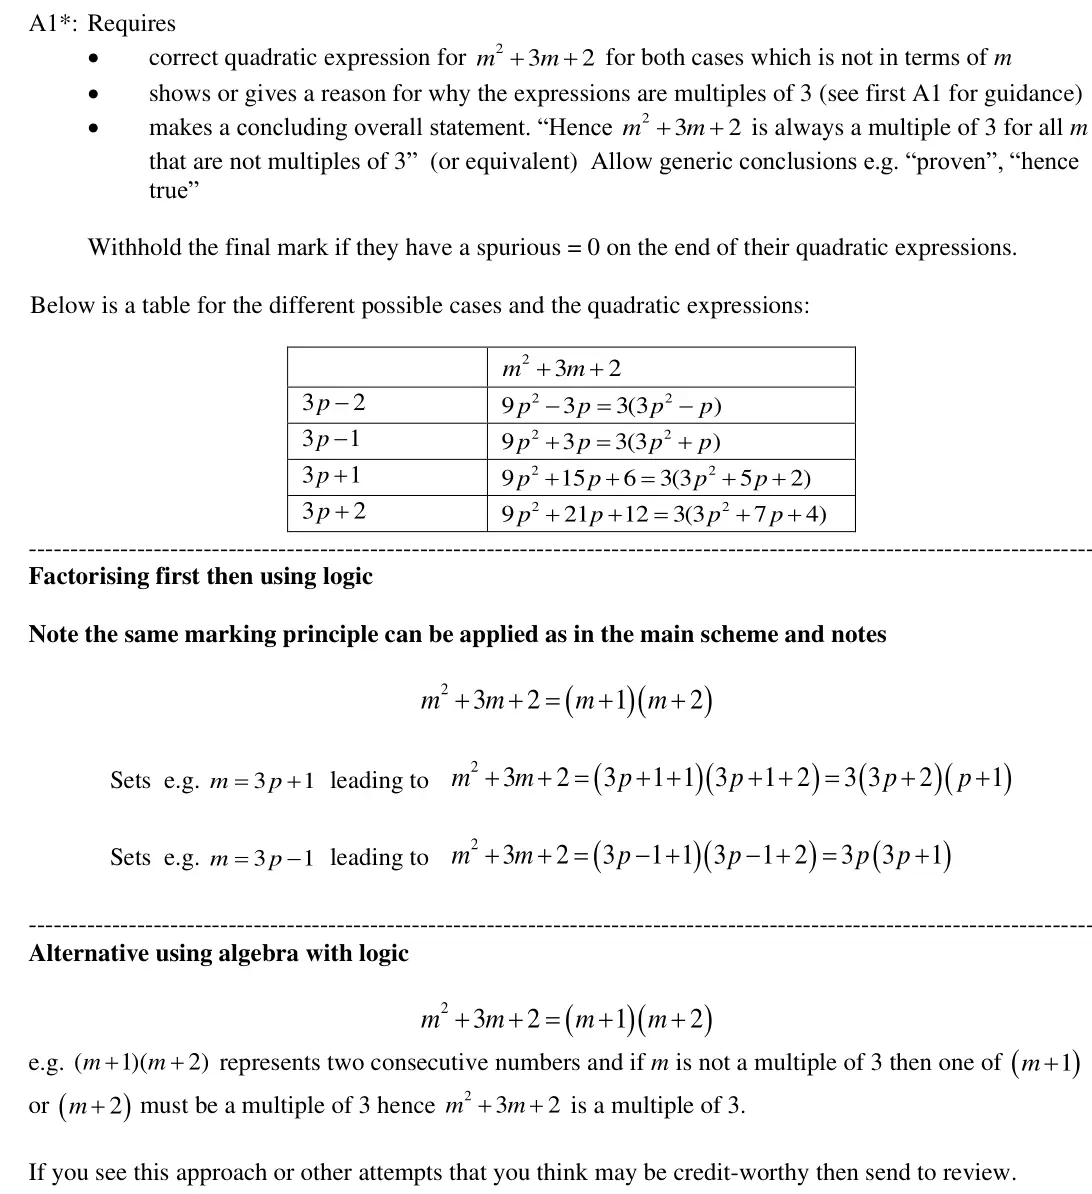 A1*: Requires
• correct quadratic expression for m² + 3m + 2 for both cases which is not in terms of m
• shows or gives a reason for why the expressions are multiples of 3 (see first A1 for guidance)
• makes a concluding overall statement. “Hence m² + 3m + 2 is always a multiple of 3 for all m
that are not multiples of 3” (or equivalent) Allow generic conclusions e.g. “proven”, “hence
true”
Withhold the final mark if they have a spurious = 0 on the end of their quadratic expressions.
Below is a table for the different possible cases and the quadratic expressions:
m² + 3m + 2
3p − 2 9p² − 3p = 3(3p² − p)
3p − 1 9p² + 3p = 3(3p² + p)
3p + 1 9p² + 15p + 6 = 3(3p² + 5p + 2)
3p + 2 9p² + 21p + 12 = 3(3p² + 7p + 4)
Factorising first then using logic
Note the same marking principle can be applied as in the main scheme and notes
m² + 3m + 2 = (m + 1)(m + 2)
Sets e.g. m = 3p + 1 leading to m² + 3m + 2 = (3p + 1 + 1)(3p + 1 + 2) = 3(3p + 2)(p + 1)
Sets e.g. m = 3p − 1 leading to m² + 3m + 2 = (3p − 1 + 1)(3p − 1 + 2) = 3p(3p + 1)
Alternative using algebra with logic
m² + 3m + 2 = (m + 1)(m + 2)
e.g. (m + 1)(m + 2) represents two consecutive numbers and if m is not a multiple of 3 then one of (m + 1)
or (m + 2) must be a multiple of 3 hence m² + 3m + 2 is a multiple of 3.
If you see this approach or other attempts that you think may be credit-worthy then send to review.